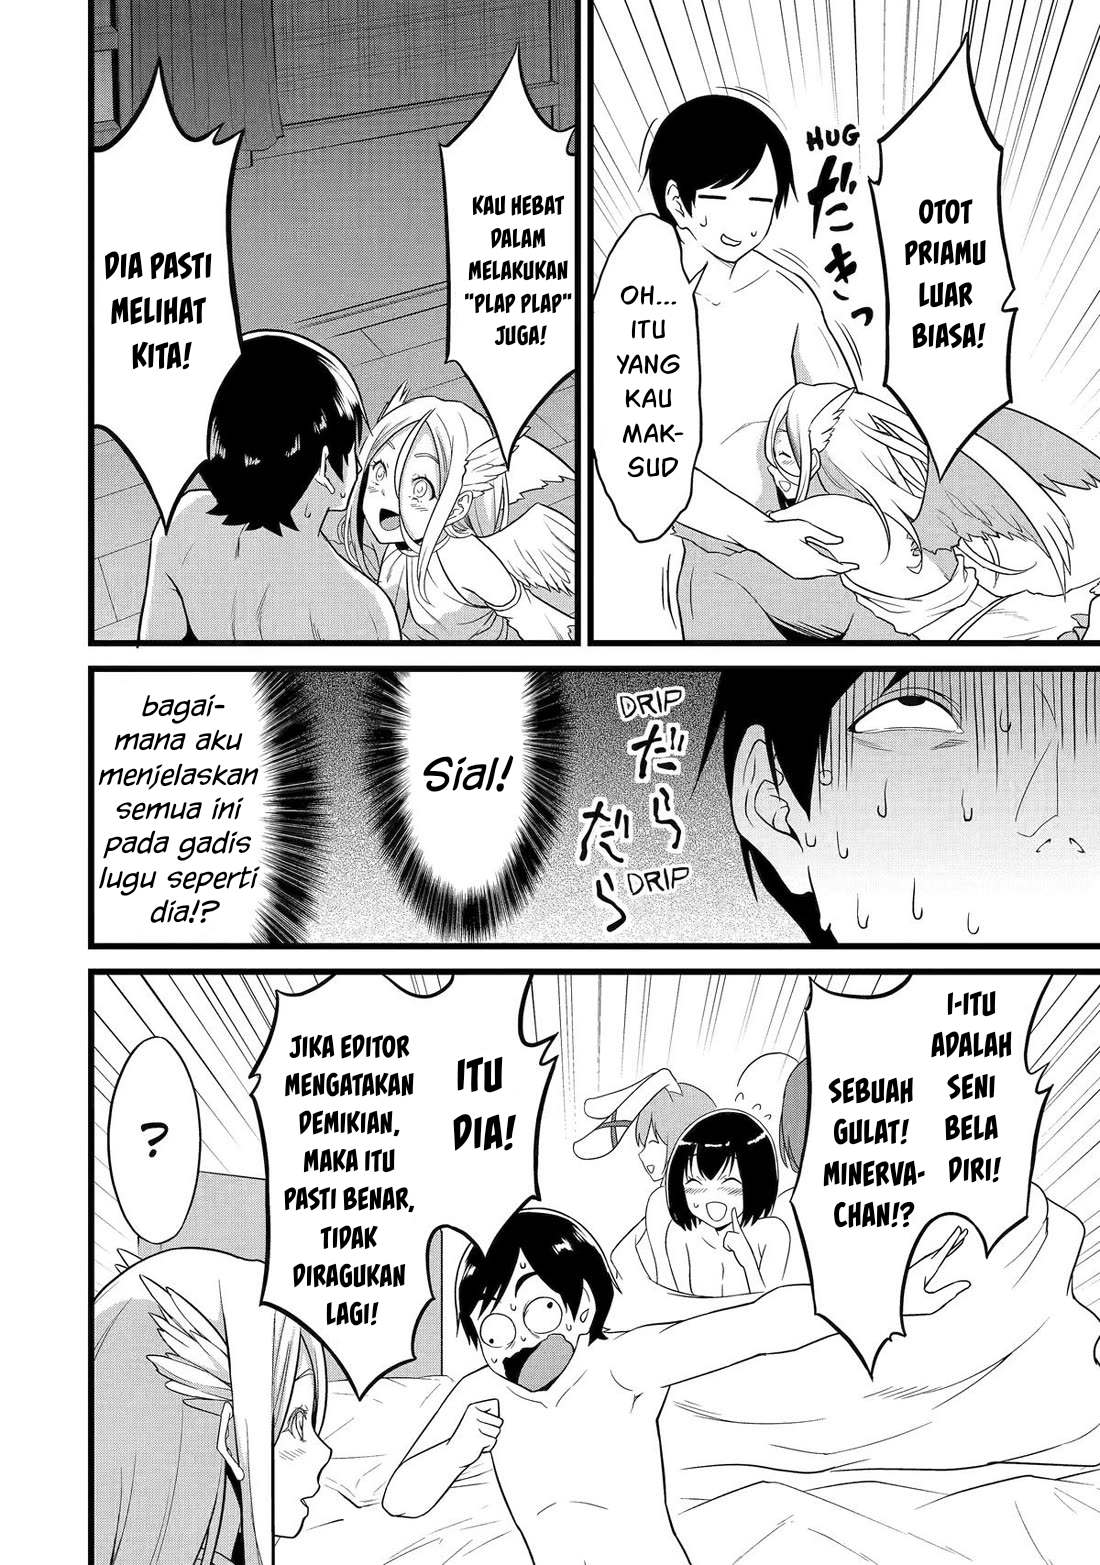 OTOT
PRIAMU
LUAR
BIASA!
HUG
だきっ
OH...
ITU
YANG
KAU
MAK-
SUD
KAU HEBAT
DALAM
MELAKUKAN
"PLAP PLAP"
JUGA!
DIA PASTI
MELIHAT
KITA!
DRIP
だら
だら
DRIP
Sial!
bagai-
mana aku
menjelaskan
semua ini
pada gadis
lugu seperti
dia!?
I-ITU
ADALAH
SENI
BELA
DIRI!
SEBUAH
GULAT!
MINERVA-
CHAN!?
ITU
DIA!
JIKA EDITOR
MENGATAKAN
DEMIKIAN,
MAKA ITU
PASTI BENAR,
TIDAK
DIRAGUKAN
LAGI!
?